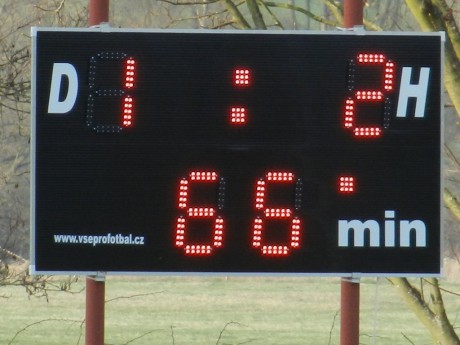 D 1 : 2 H
66. min
www.vseprofotbal.cz